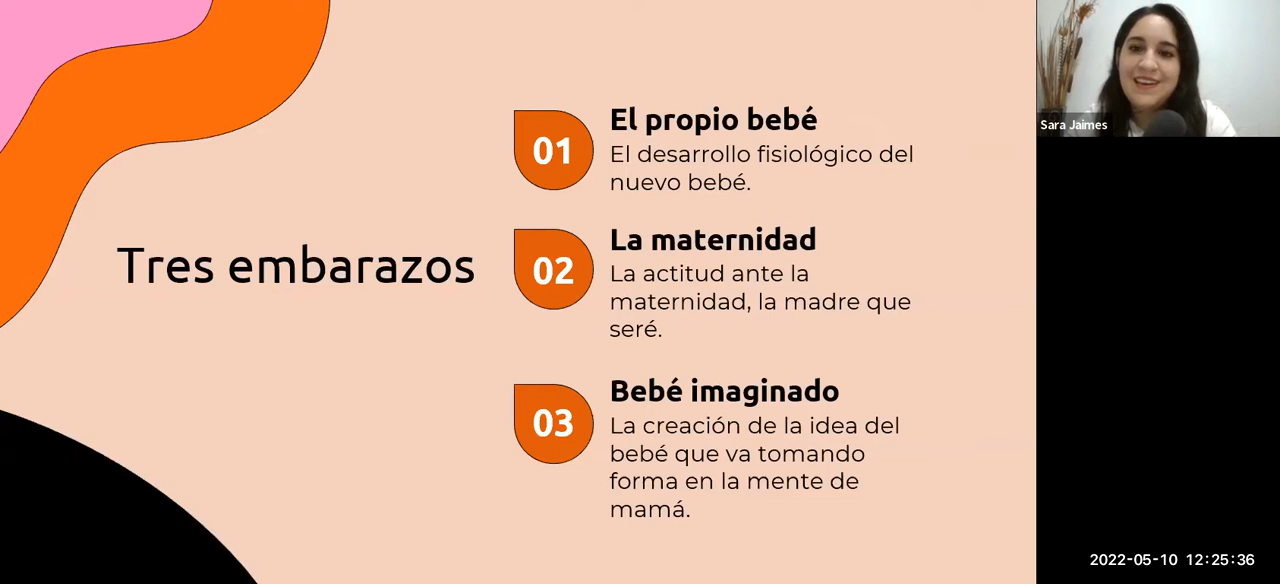 Tres embarazos
01
El propio bebé
El desarrollo fisiológico del
nuevo bebé.
02
La maternidad
La actitud ante la
maternidad, la madre que
seré.
03
Bebé imaginado
La creación de la idea del
bebé que va tomando
forma en la mente de
mamá.
Sara Jaimes
2022-05-10 12:25:36